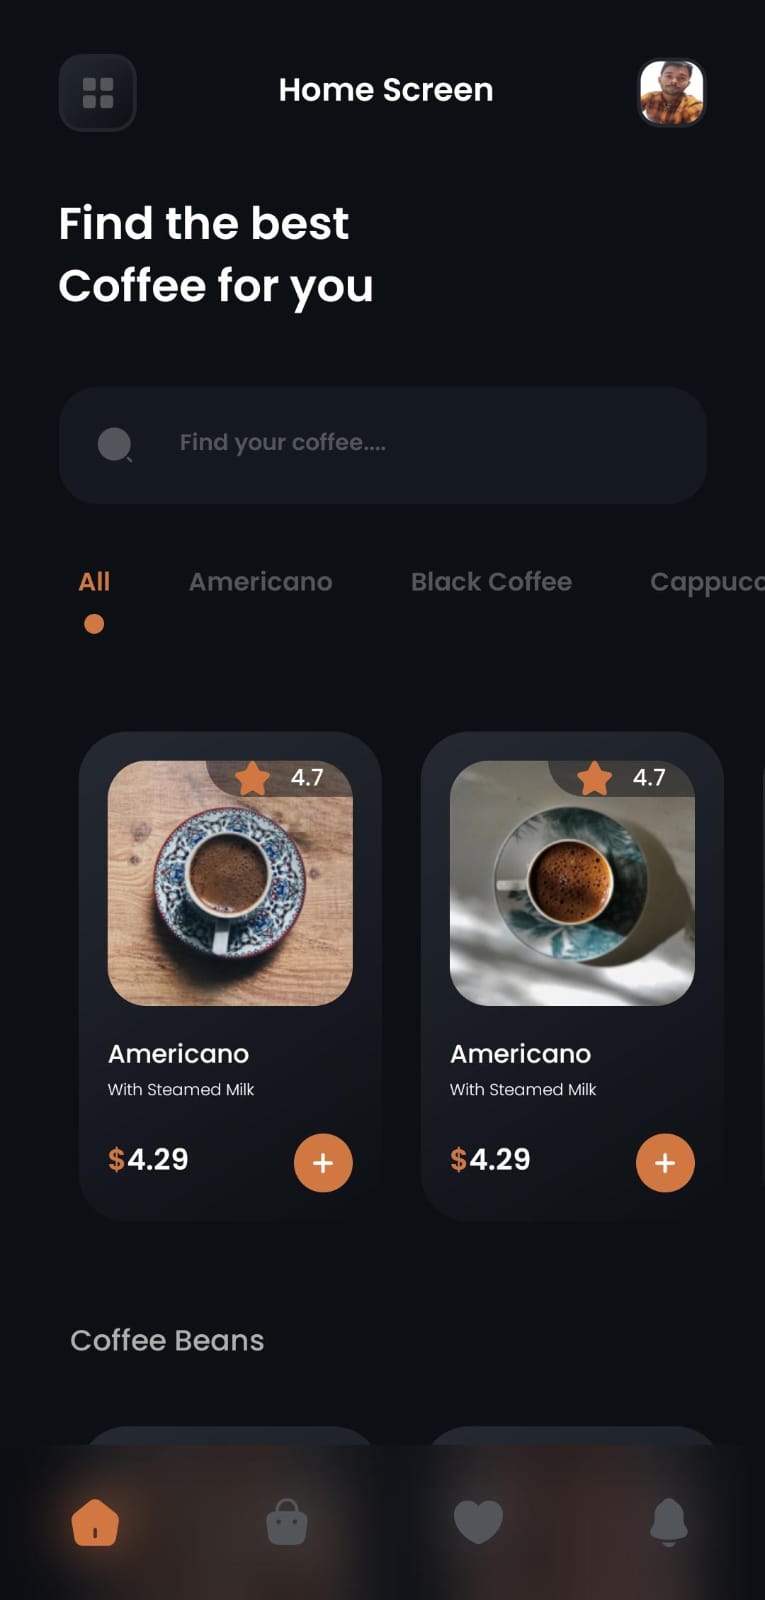 Home Screen
Find the best
Coffee for you
Find your coffee....
All Americano Black Coffee Cappucc
4.7 4.7
Americano Americano
With Steamed Milk With Steamed Milk
$4.29 + $4.29 +
Coffee Beans